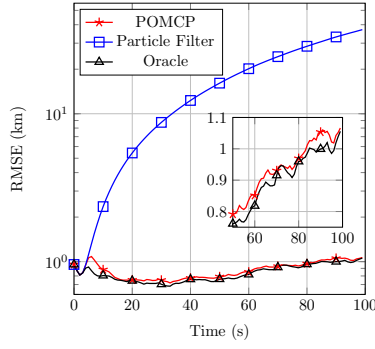 POMCP
Particle Filter
Oracle
RMSE (km)
10^1
10^0
1.1
1
0.9
0.8
60 80 100
0 20 40 60 80 100
Time (s)